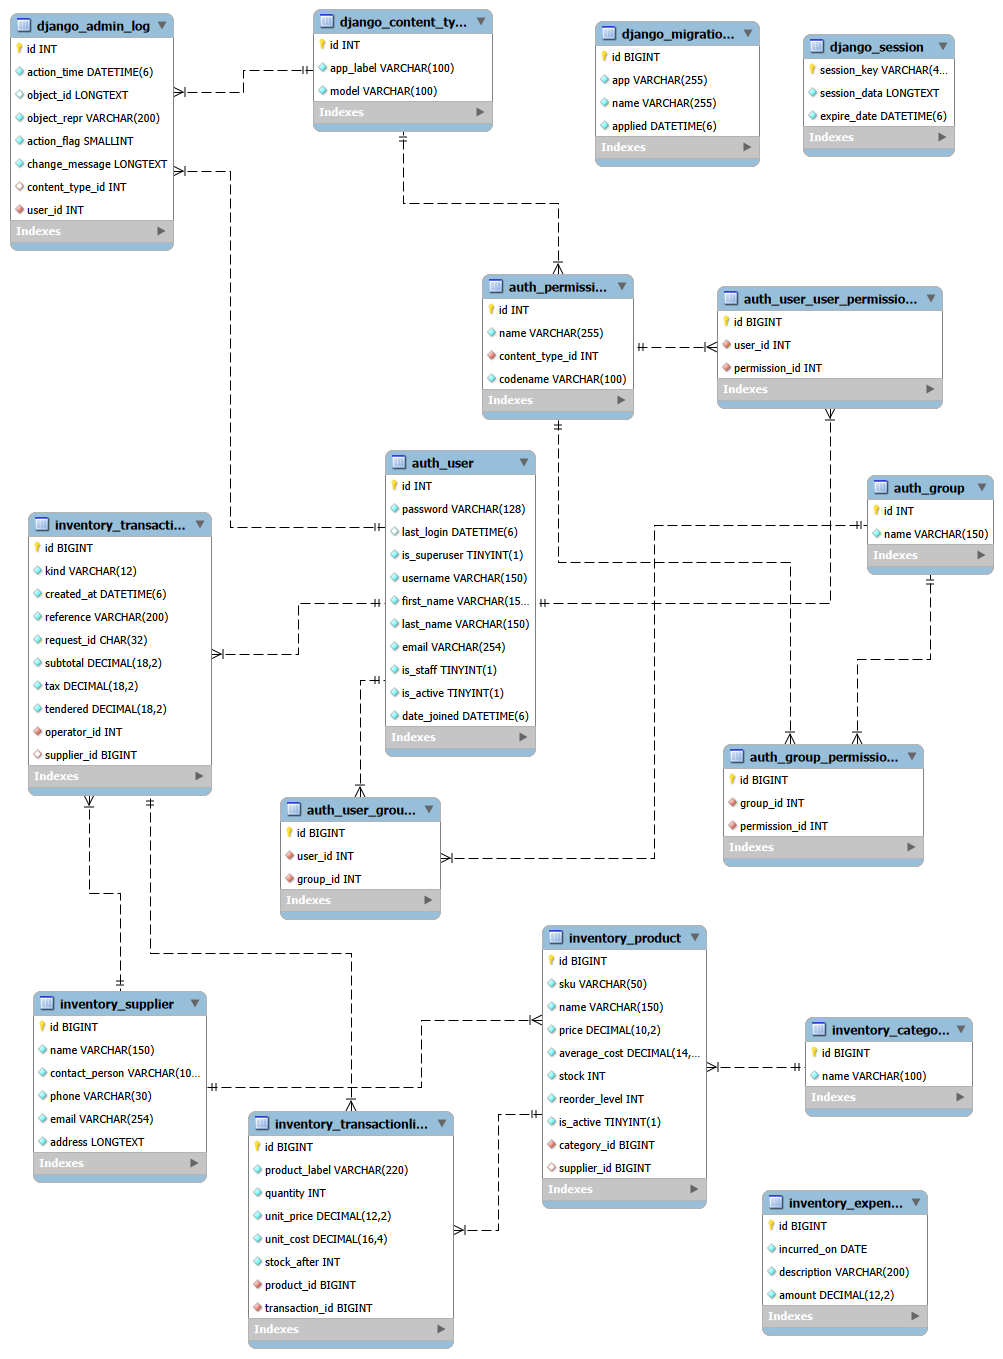 django_admin_log
id INT
action_time DATETIME(6)
object_id LONGTEXT
object_repr VARCHAR(200)
action_flag SMALLINT
change_message LONGTEXT
content_type_id INT
user_id INT
Indexes
django_content_ty...
id INT
app_label VARCHAR(100)
model VARCHAR(100)
Indexes
django_migratio...
id BIGINT
app VARCHAR(255)
name VARCHAR(255)
applied DATETIME(6)
Indexes
django_session
session_key VARCHAR(4...
session_data LONGTEXT
expire_date DATETIME(6)
Indexes
auth_permissi...
id INT
name VARCHAR(255)
content_type_id INT
codename VARCHAR(100)
Indexes
auth_user_user_permissio...
id BIGINT
user_id INT
permission_id INT
Indexes
auth_user
id INT
password VARCHAR(128)
last_login DATETIME(6)
is_superuser TINYINT(1)
username VARCHAR(150)
first_name VARCHAR(15...
last_name VARCHAR(150)
email VARCHAR(254)
is_staff TINYINT(1)
is_active TINYINT(1)
date_joined DATETIME(6)
Indexes
auth_group
id INT
name VARCHAR(150)
Indexes
inventory_transacti...
id BIGINT
kind VARCHAR(12)
created_at DATETIME(6)
reference VARCHAR(200)
request_id CHAR(32)
subtotal DECIMAL(18,2)
tax DECIMAL(18,2)
tendered DECIMAL(18,2)
operator_id INT
supplier_id BIGINT
Indexes
auth_group_permissio...
id BIGINT
group_id INT
permission_id INT
Indexes
auth_user_grou...
id BIGINT
user_id INT
group_id INT
Indexes
inventory_product
id BIGINT
sku VARCHAR(50)
name VARCHAR(150)
price DECIMAL(10,2)
average_cost DECIMAL(14,...
stock INT
reorder_level INT
is_active TINYINT(1)
category_id BIGINT
supplier_id BIGINT
Indexes
inventory_supplier
id BIGINT
name VARCHAR(150)
contact_person VARCHAR(10...
phone VARCHAR(30)
email VARCHAR(254)
address LONGTEXT
Indexes
inventory_catego...
id BIGINT
name VARCHAR(100)
Indexes
inventory_transactionli...
id BIGINT
product_label VARCHAR(220)
quantity INT
unit_price DECIMAL(12,2)
unit_cost DECIMAL(16,4)
stock_after INT
product_id BIGINT
transaction_id BIGINT
Indexes
inventory_expen...
id BIGINT
incurred_on DATE
description VARCHAR(200)
amount DECIMAL(12,2)
Indexes